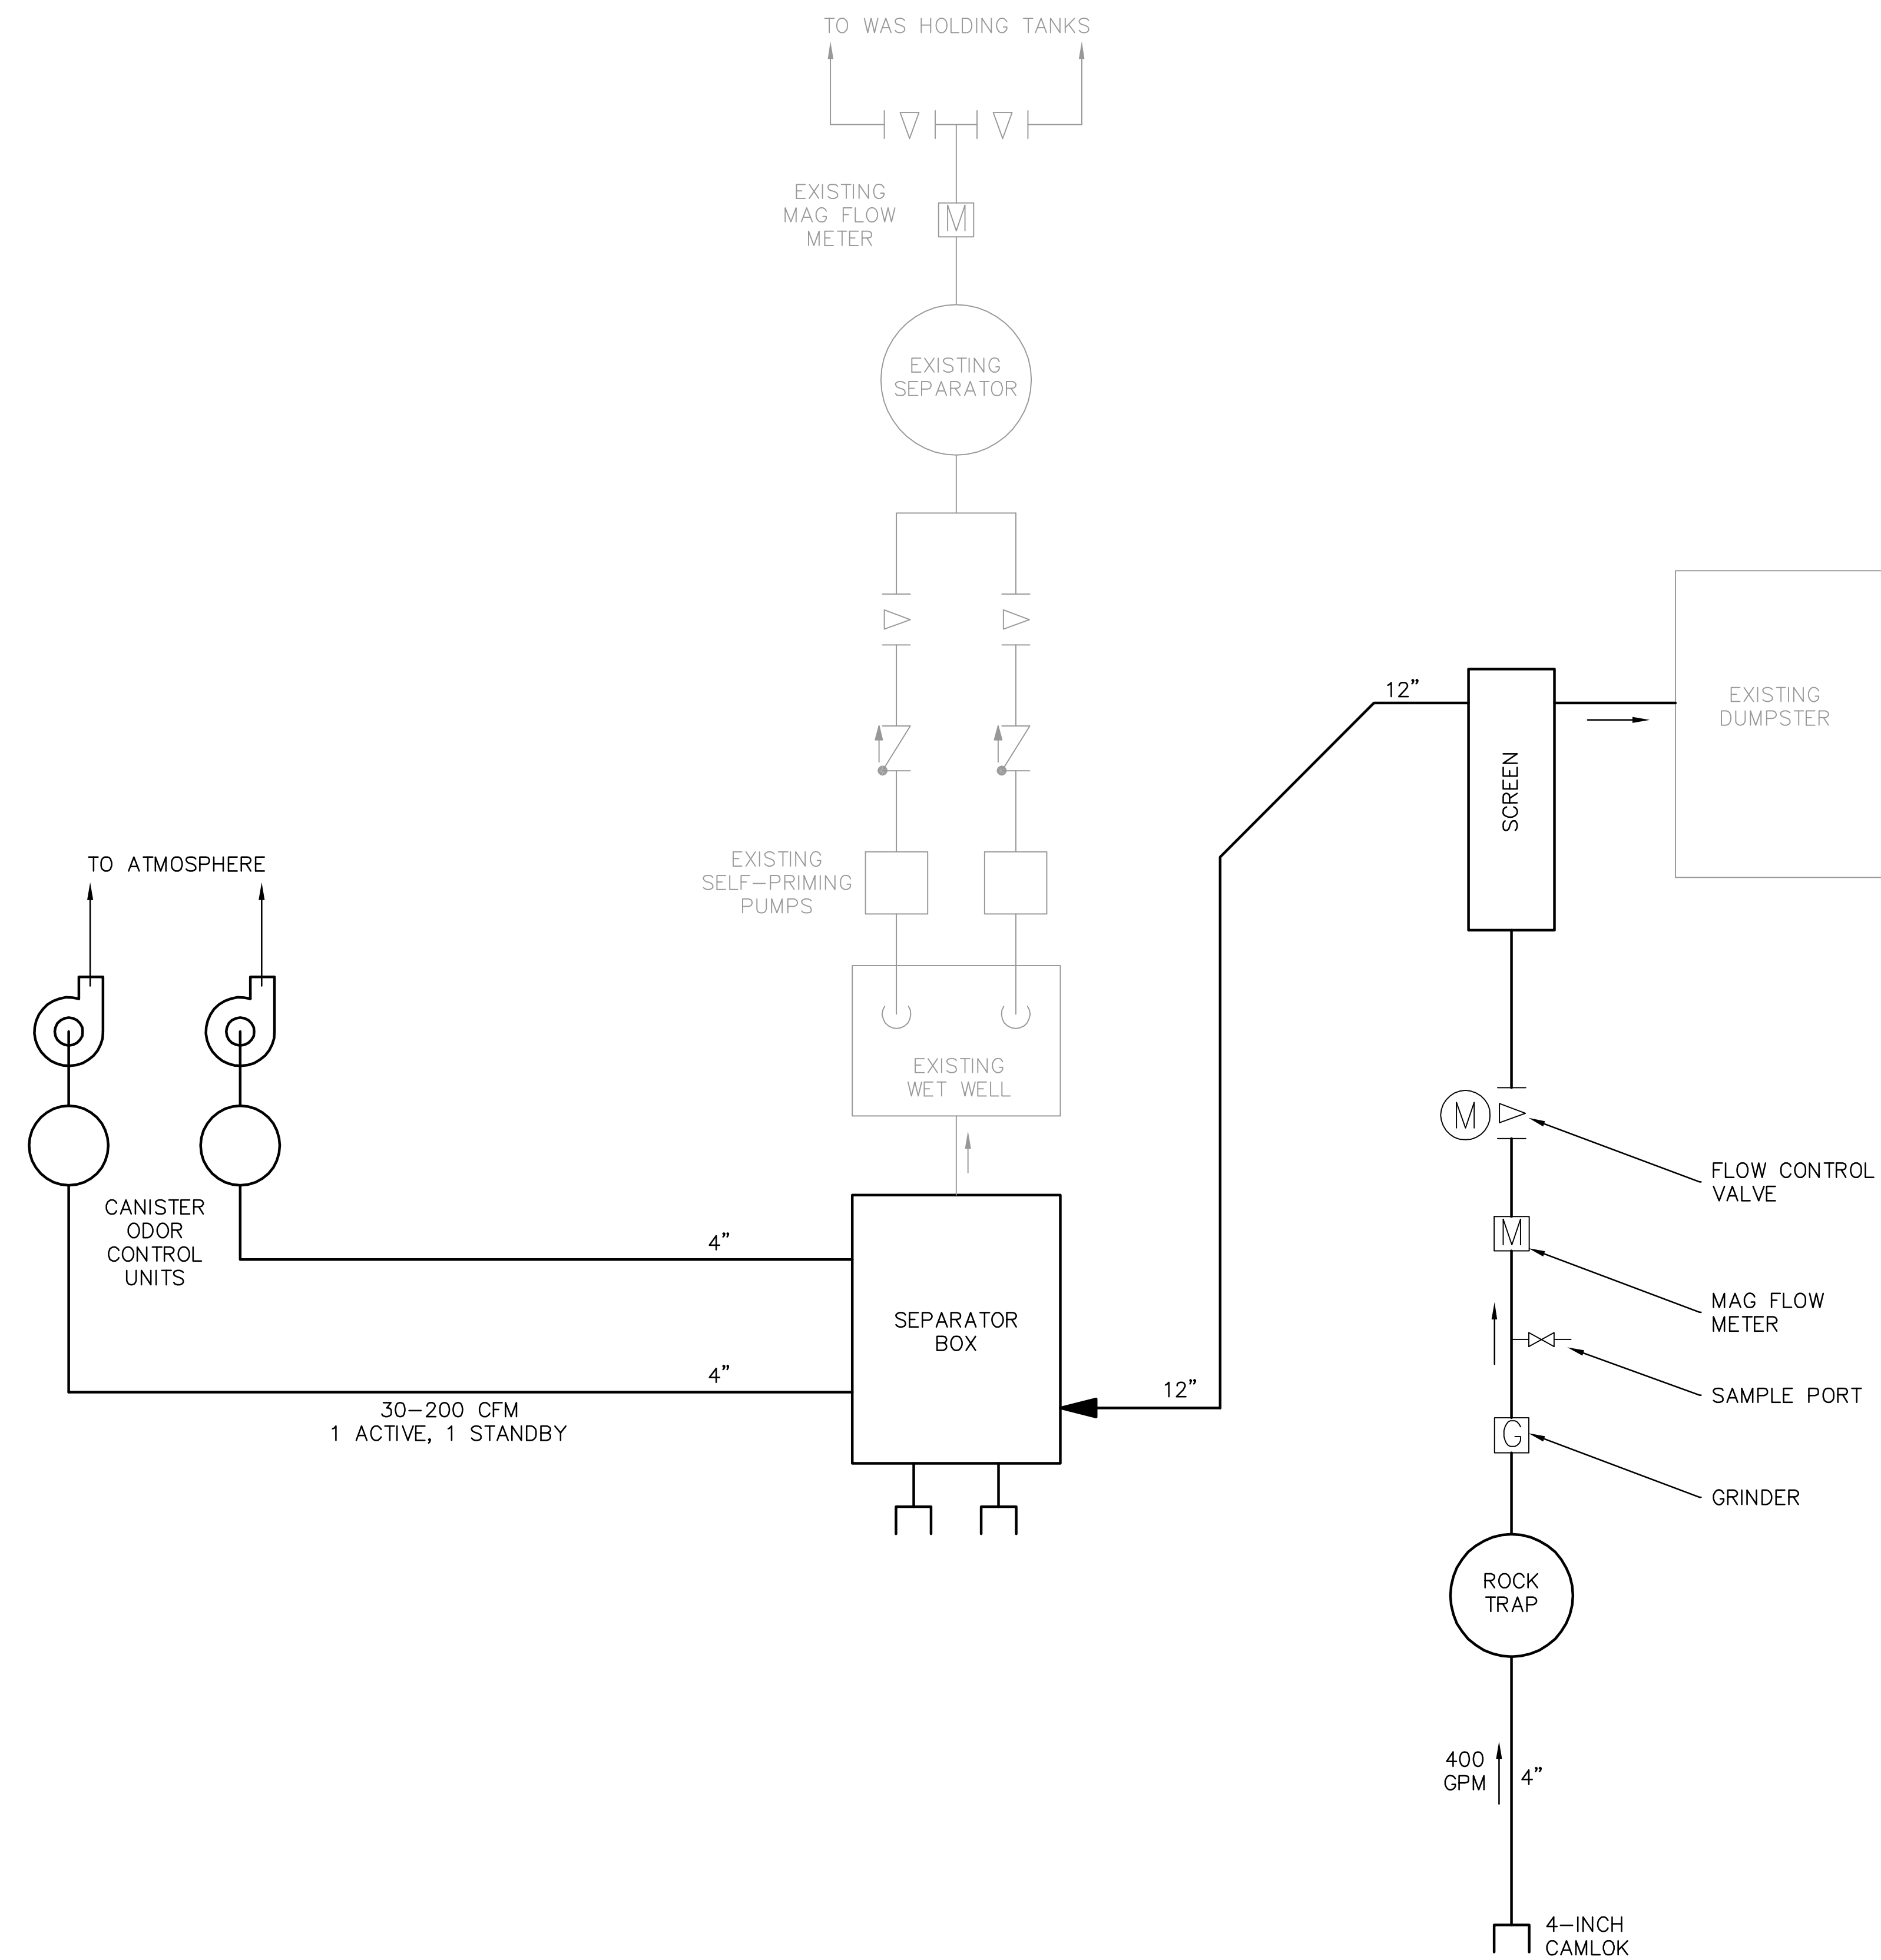 TO WAS HOLDING TANKS
EXISTING
MAG FLOW
METER
M
EXISTING
SEPARATOR
EXISTING
SELF-PRIMING
PUMPS
EXISTING
WET WELL
TO ATMOSPHERE
CANISTER
ODOR
CONTROL
UNITS
4"
4"
30-200 CFM
1 ACTIVE, 1 STANDBY
SEPARATOR
BOX
12"
12"
SCREEN
EXISTING
DUMPSTER
M
FLOW CONTROL
VALVE
M
MAG FLOW
METER
SAMPLE PORT
G
GRINDER
ROCK
TRAP
400
GPM
4"
4-INCH
CAMLOK